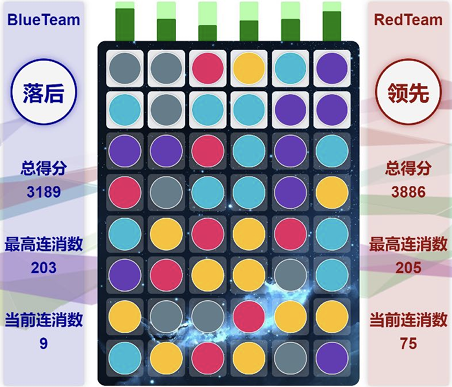 BlueTeam
落后
总得分
3189
最高连消数
203
当前连消数
9
RedTeam
领先
总得分
3886
最高连消数
205
当前连消数
75